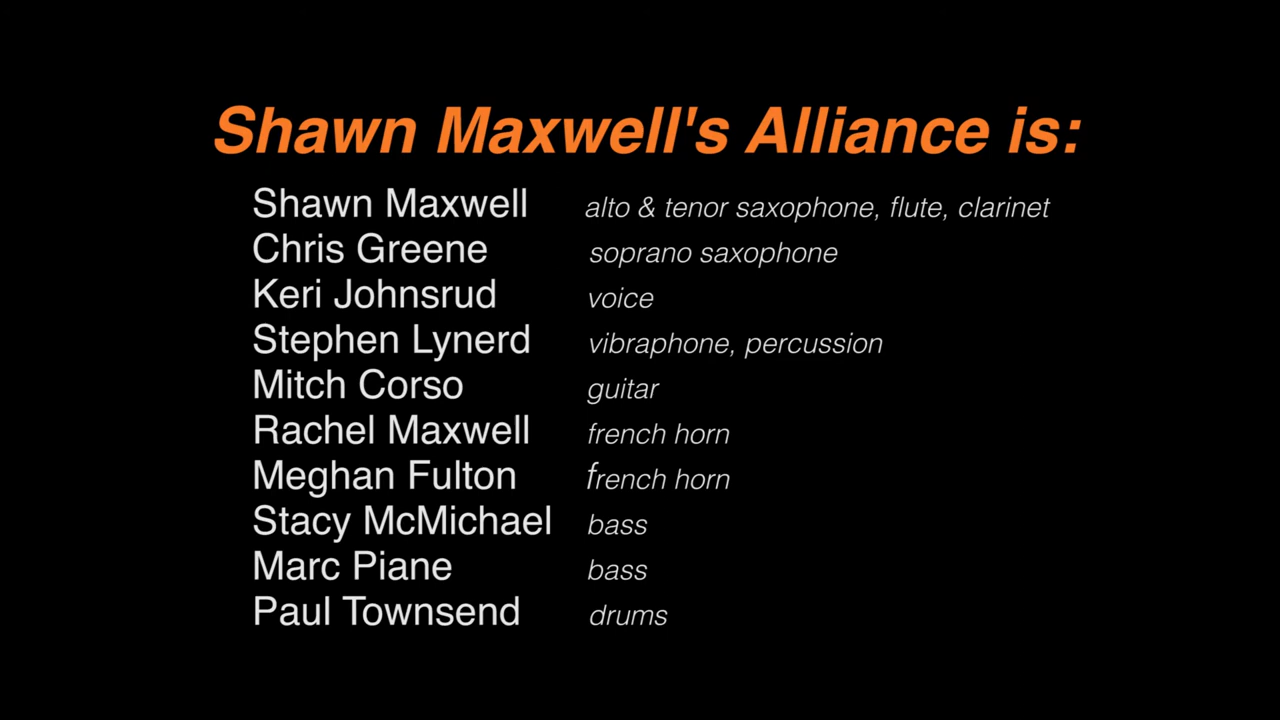 Shawn Maxwell's Alliance is:
Shawn Maxwell alto & tenor saxophone, flute, clarinet
Chris Greene soprano saxophone
Keri Johnsrud voice
Stephen Lynerd vibraphone, percussion
Mitch Corso guitar
Rachel Maxwell french horn
Meghan Fulton french horn
Stacy McMichael bass
Marc Piane bass
Paul Townsend drums